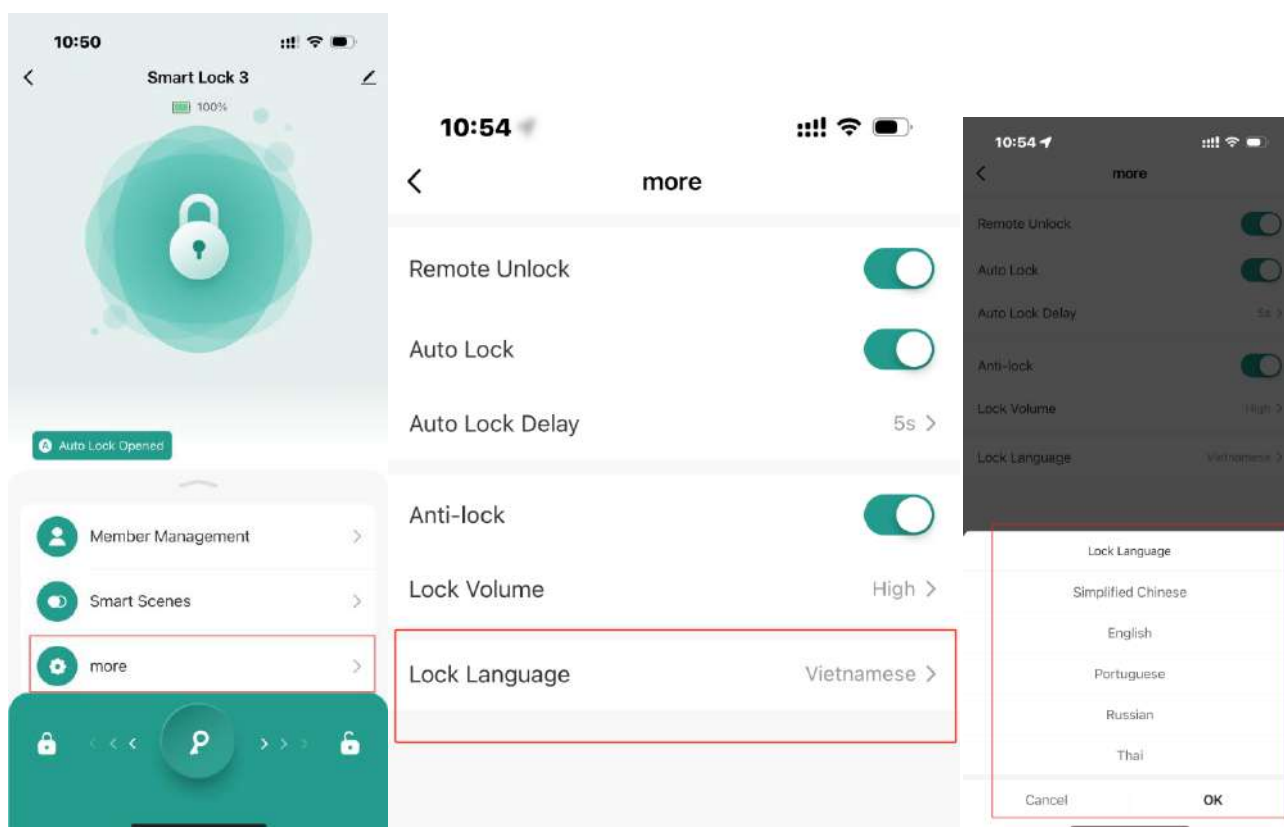 10:50
Smart Lock 3
100%
A Auto Lock Opened
Member Management
Smart Scenes
more
10:54
more
Remote Unlock
Auto Lock
Auto Lock Delay 5s
Anti-lock
Lock Volume High
Lock Language Vietnamese
10:54
more
Remote Unlock
Auto Lock
Auto Lock Delay 5s
Anti-lock
Lock Volume High
Lock Language Vietnamese
Lock Language
Simplified Chinese
English
Portuguese
Russian
Thai
Cancel OK